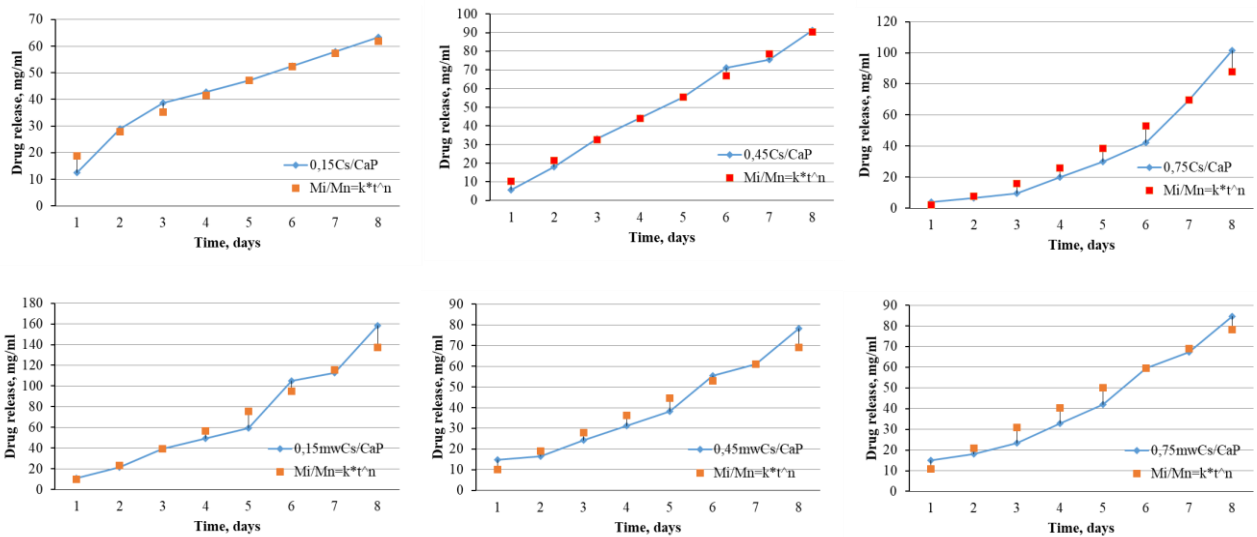 Drug release, mg/ml
70
60
50
40
30
20
10
0
1 2 3 4 5 6 7 8
Time, days
0,15Cs/CaP
Mi/Mn=k*t^n
Drug release, mg/ml
100
90
80
70
60
50
40
30
20
10
0
1 2 3 4 5 6 7 8
Time, days
0,45Cs/CaP
Mi/Mn=k*t^n
Drug release, mg/ml
120
100
80
60
40
20
0
1 2 3 4 5 6 7 8
Time, days
0,75Cs/CaP
Mi/Mn=k*t^n
Drug release, mg/ml
180
160
140
120
100
80
60
40
20
0
1 2 3 4 5 6 7 8
Time, days
0,15mwCs/CaP
Mi/Mn=k*t^n
Drug release, mg/ml
90
80
70
60
50
40
30
20
10
0
1 2 3 4 5 6 7 8
Time, days
0,45mwCs/CaP
Mi/Mn=k*t^n
Drug release, mg/ml
90
80
70
60
50
40
30
20
10
0
1 2 3 4 5 6 7 8
Time, days
0,75mwCs/CaP
Mi/Mn=k*t^n